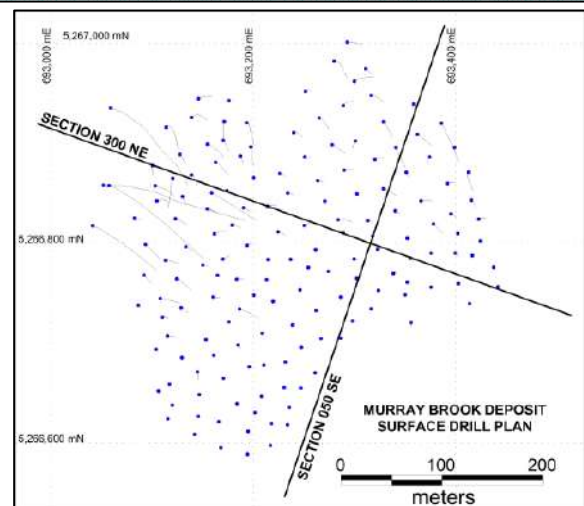 693,000 mE
5,267,000 mN
693,200 mE
693,400 mE
SECTION 300 NE
5,266,800 mN
SECTION 050 SE
MURRAY BROOK DEPOSIT
SURFACE DRILL PLAN
5,266,600 mN
0 100 200
meters